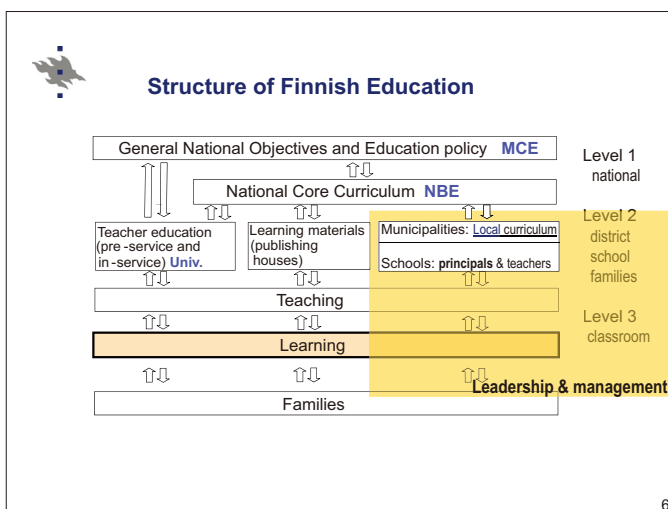 Structure of Finnish Education
General National Objectives and Education policy MCE
Level 1
national
National Core Curriculum NBE
Teacher education
(pre-service and
in-service) Univ.
Learning materials
(publishing
houses)
Municipalities: Local curriculum
Schools: principals & teachers
Level 2
district
school
families
Teaching
Level 3
classroom
Learning
Leadership & management
Families
6